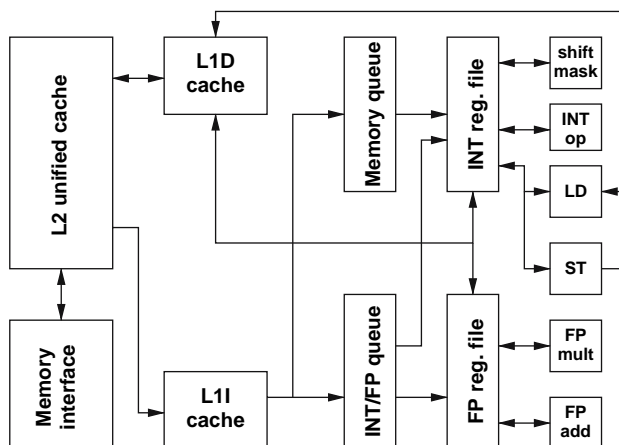 L2 unified cache
L1D
cache
Memory queue
INT reg. file
shift
mask
INT
op
LD
ST
Memory
interface
L1I
cache
INT/FP queue
FP reg. file
FP
mult
FP
add